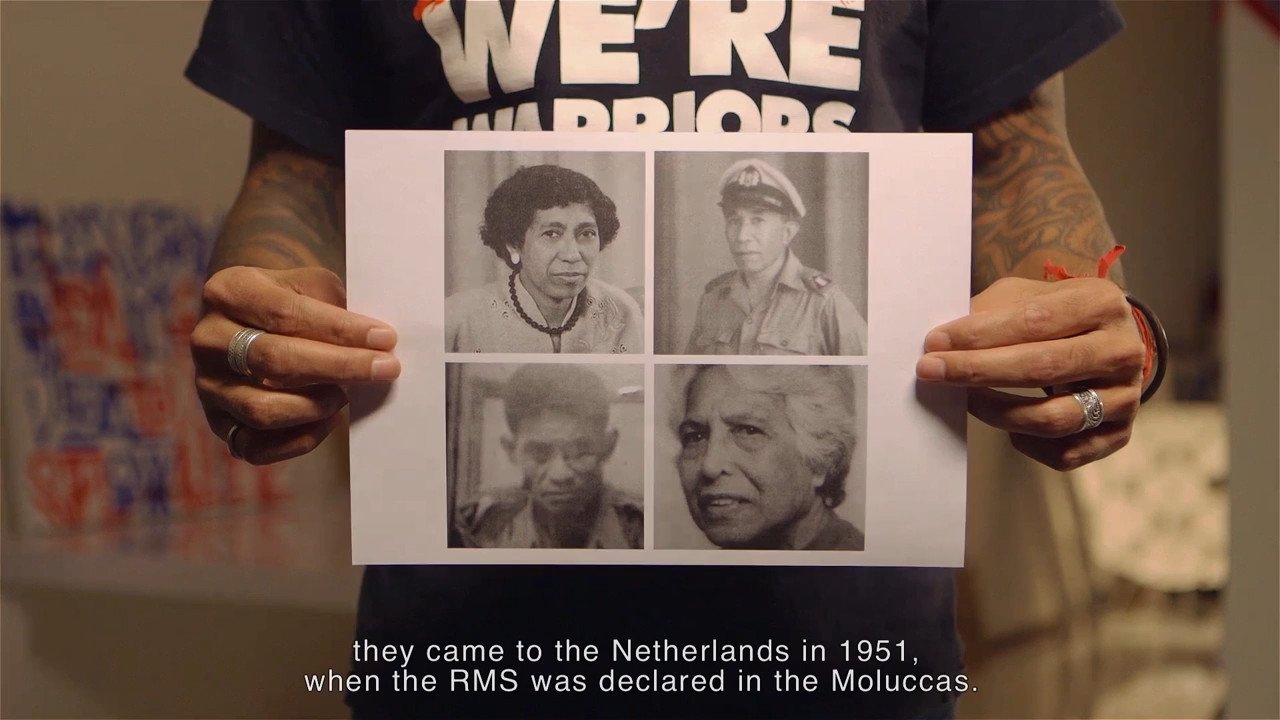 WE'RE
WARRIORS
they came to the Netherlands in 1951,
when the RMS was declared in the Moluccas.